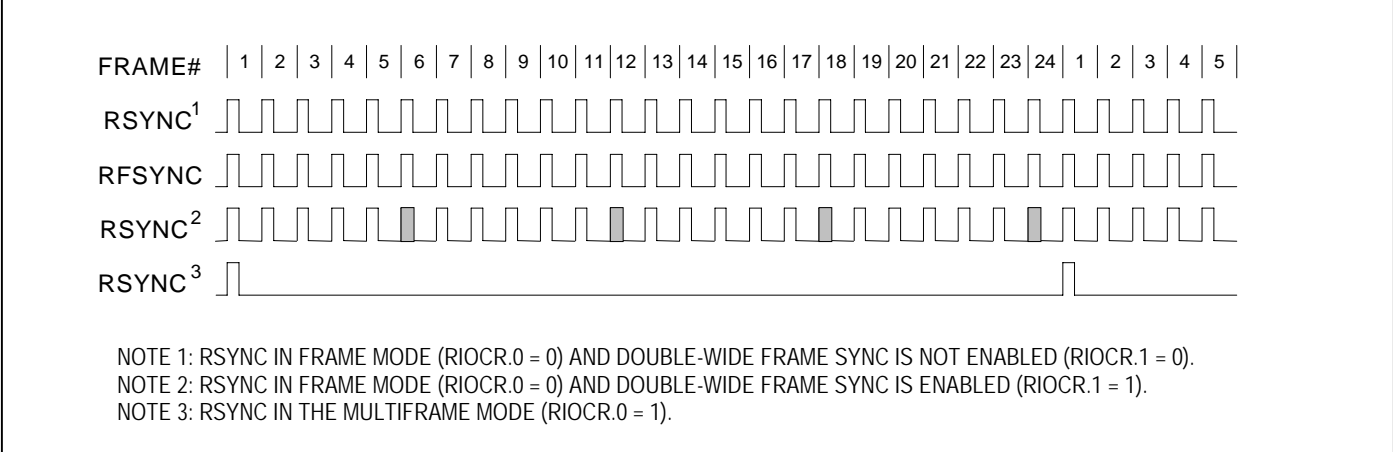 FRAME# 1 2 3 4 5 6 7 8 9 10 11 12 13 14 15 16 17 18 19 20 21 22 23 24 1 2 3 4 5
RSYNC1
RFSYNC
RSYNC2
RSYNC3
NOTE 1: RSYNC IN FRAME MODE (RIOCR.0 = 0) AND DOUBLE-WIDE FRAME SYNC IS NOT ENABLED (RIOCR.1 = 0).
NOTE 2: RSYNC IN FRAME MODE (RIOCR.0 = 0) AND DOUBLE-WIDE FRAME SYNC IS ENABLED (RIOCR.1 = 1).
NOTE 3: RSYNC IN THE MULTIFRAME MODE (RIOCR.0 = 1).